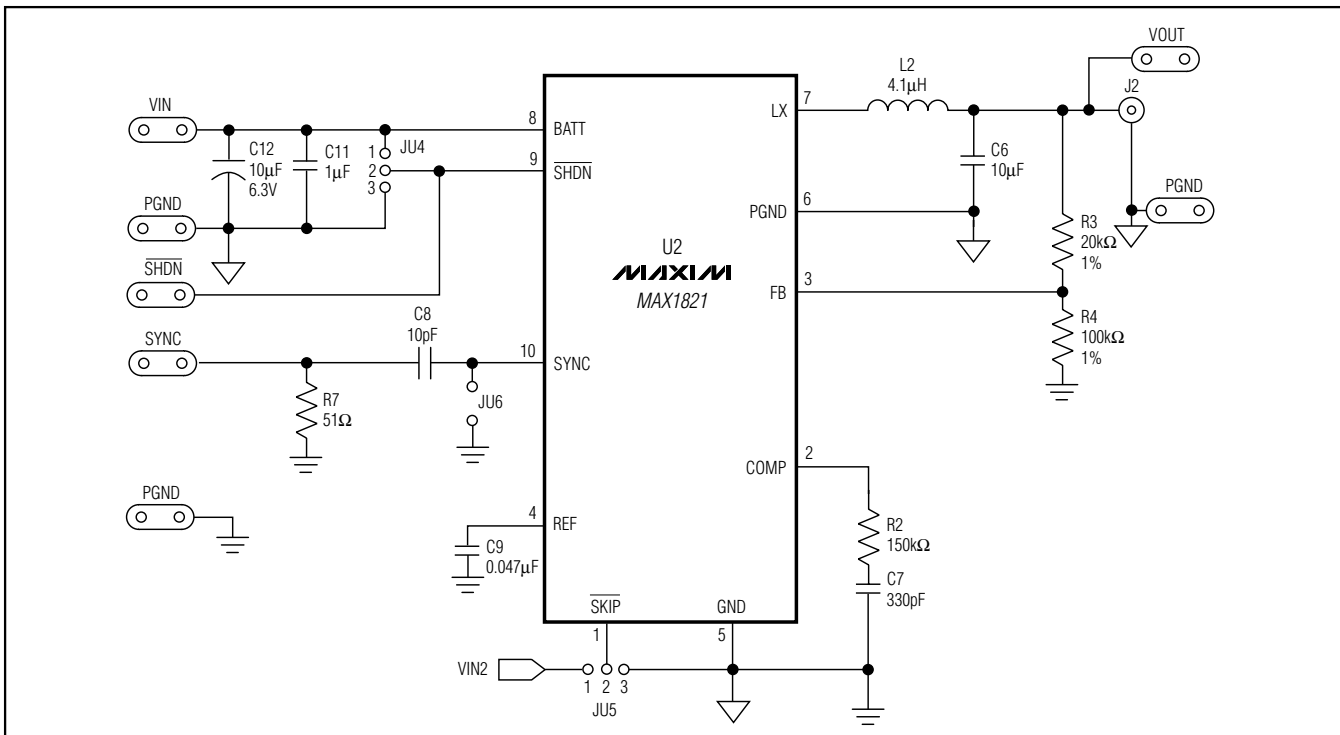 VIN
C12
10µF
6.3V
C11
1µF
1
2
3
JU4
8
BATT
9
SHDN
PGND
SHDN
SYNC
R7
51Ω
C8
10pF
10
SYNC
JU6
PGND
4
REF
C9
0.047µF
U2
MAXIM
MAX1821
LX
7
L2
4.1µH
C6
10µF
PGND
6
VOUT
J2
PGND
R3
20kΩ
1%
FB
3
R4
100kΩ
1%
COMP
2
R2
150kΩ
C7
330pF
SKIP
1
GND
5
VIN2
1 2 3
JU5